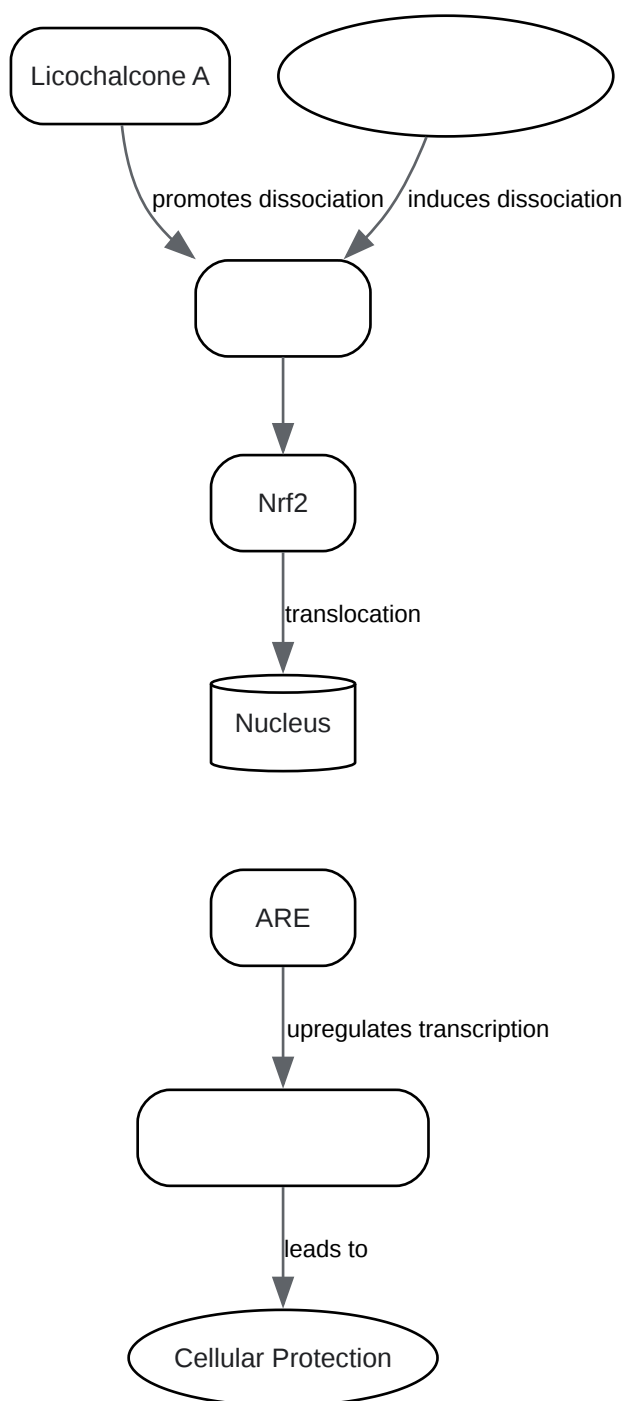 Licochalcone A
promotes dissociation
induces dissociation
Nrf2
translocation
Nucleus
ARE
upregulates transcription
leads to
Cellular Protection